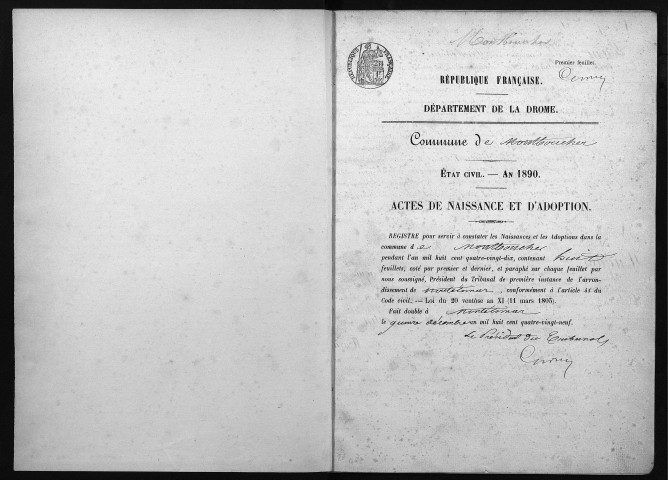 Montboucher
Premier feuillet.
RÉPUBLIQUE FRANÇAISE.
DÉPARTEMENT DE LA DROME.
Commune de Montboucher
ÉTAT CIVIL. — AN 1890.
ACTES DE NAISSANCE ET D'ADOPTION.
REGISTRE pour servir à constater les Naissances et les Adoptions dans la
commune de Montboucher
pendant l'an mil huit cent quatre-vingt-dix, contenant huit
feuillets, coté par premier et dernier, et paraphé sur chaque feuillet par
nous soussigné, Président du Tribunal de première instance de l'arron-
dissement de Montélimar, conformément à l'article 41 du
Code civil. — Loi du 20 ventôse an XI (11 mars 1803).
Fait double à Montélimar
le quinze décembre mil huit cent quatre-vingt-neuf.
Le Président du Tribunal,